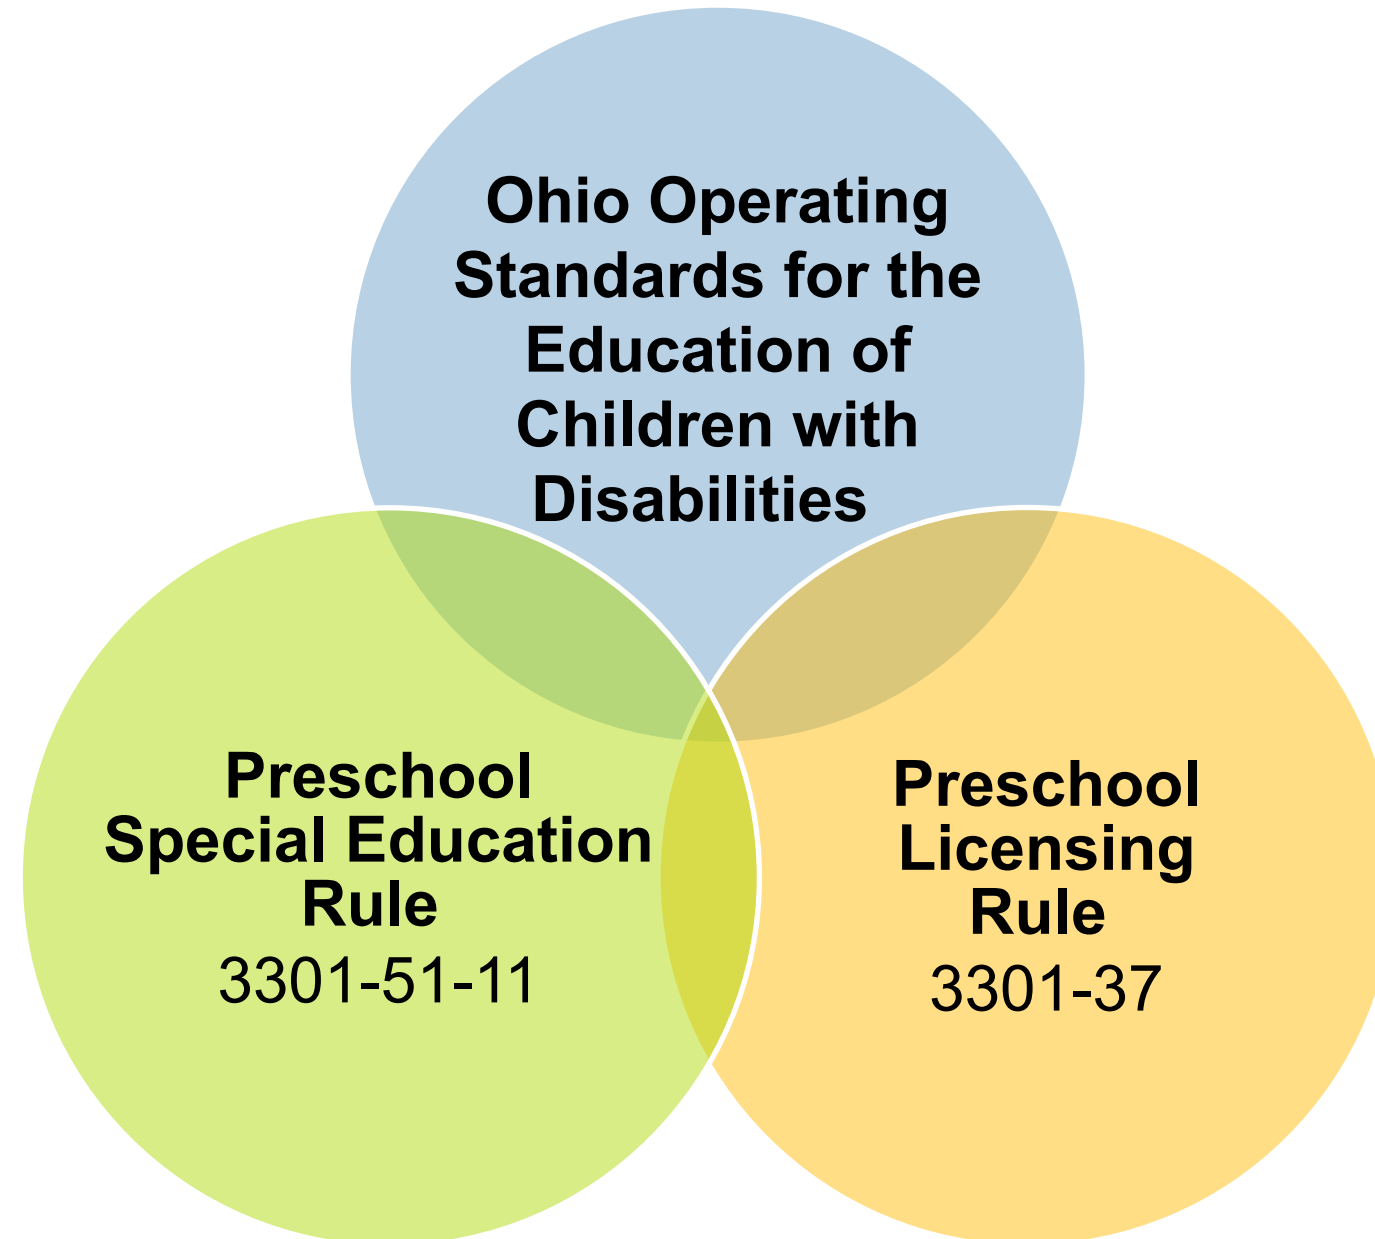 Ohio Operating
Standards for the
Education of
Children with
Disabilities
Preschool
Special Education
Rule
3301-51-11
Preschool
Licensing
Rule
3301-37